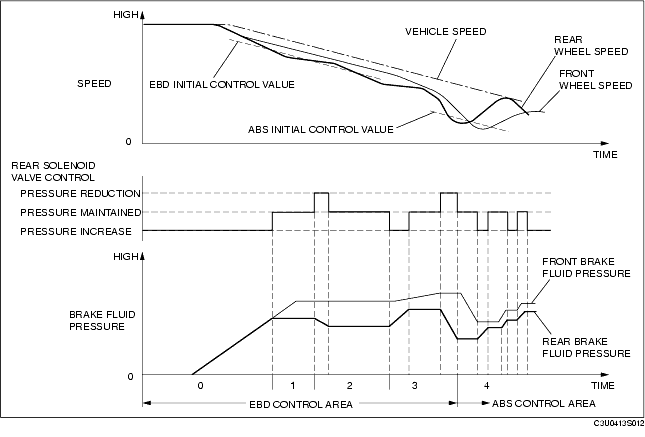 HIGH
VEHICLE SPEED
REAR
WHEEL SPEED
FRONT
WHEEL SPEED
EBD INITIAL CONTROL VALUE
SPEED
ABS INITIAL CONTROL VALUE
0
TIME
REAR SOLENOID
VALVE CONTROL
PRESSURE REDUCTION
PRESSURE MAINTAINED
PRESSURE INCREASE
HIGH
FRONT BRAKE
FLUID PRESSURE
BRAKE FLUID
PRESSURE
REAR BRAKE
FLUID PRESSURE
0
0 1 2 3 4 TIME
EBD CONTROL AREA ABS CONTROL AREA
C3U0413S012